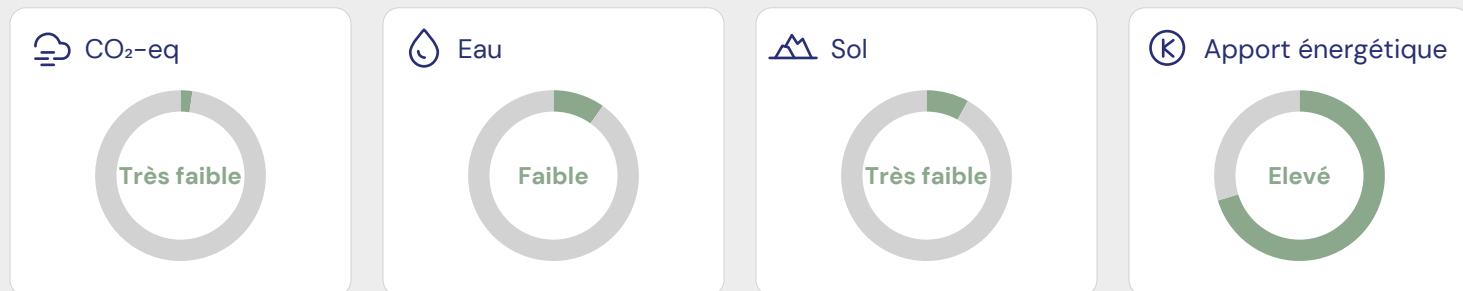 CO₂-eq
Très faible
Eau
Faible
Sol
Très faible
Apport énergétique
Elevé